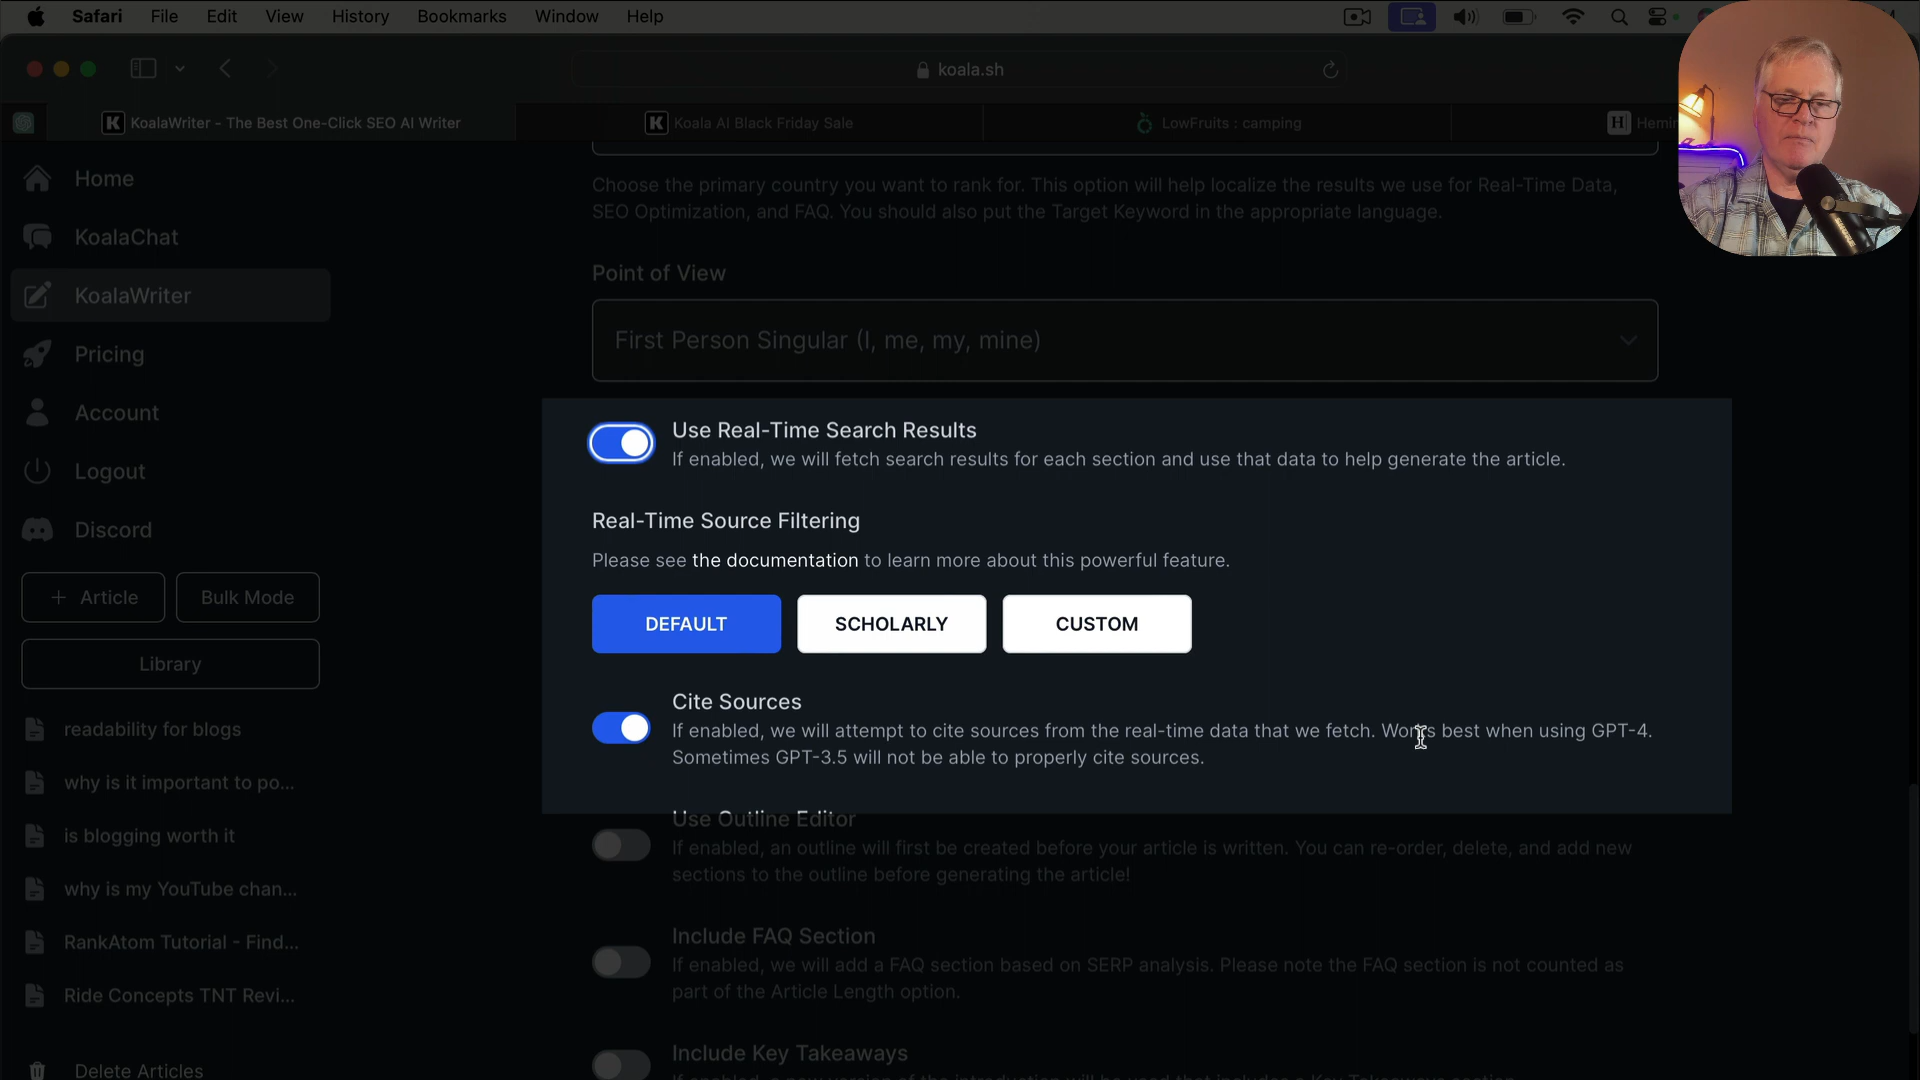 Safari File Edit View History Bookmarks Window Help
koala.sh
KoalaWriter - The Best One-Click SEO AI Writer
Koala AI Black Friday Sale
LowFruits : camping
Home
KoalaChat
KoalaWriter
Pricing
Account
Logout
Discord
+ Article
Bulk Mode
Library
readability for blogs
why is it important to po...
is blogging worth it
why is my YouTube chan...
RankAtom Tutorial - Find...
Ride Concepts TNT Revi...
Delete Articles
Choose the primary country you want to rank for. This option will help localize the results we use for Real-Time Data,
SEO Optimization, and FAQ. You should also put the Target Keyword in the appropriate language.
Point of View
First Person Singular (I, me, my, mine)
Use Real-Time Search Results
If enabled, we will fetch search results for each section and use that data to help generate the article.
Real-Time Source Filtering
Please see the documentation to learn more about this powerful feature.
DEFAULT
SCHOLARLY
CUSTOM
Cite Sources
If enabled, we will attempt to cite sources from the real-time data that we fetch. Works best when using GPT-4.
Sometimes GPT-3.5 will not be able to properly cite sources.
Use Outline Editor
If enabled, an outline will first be created before your article is written. You can re-order, delete, and add new
sections to the outline before generating the article!
Include FAQ Section
If enabled, we will add a FAQ section based on SERP analysis. Please note the FAQ section is not counted as
part of the Article Length option.
Include Key Takeaways